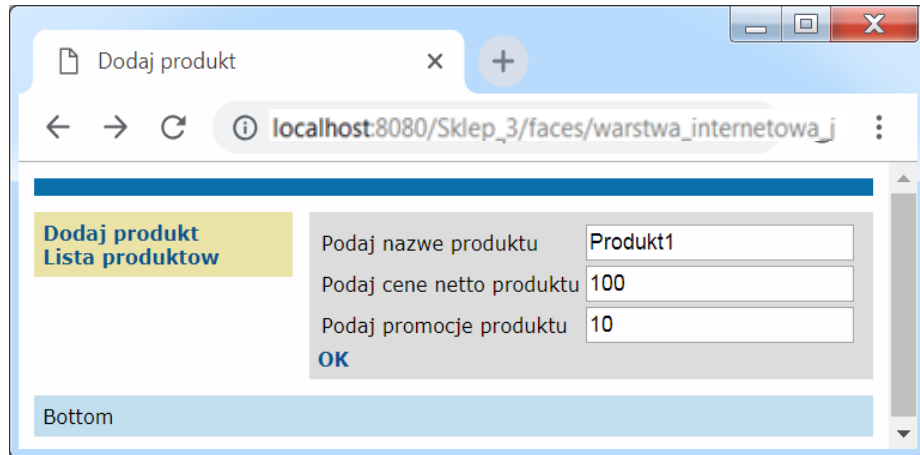 Dodaj produkt
localhost:8080/Sklep_3/faces/warstwa_internetowa_j
Dodaj produkt
Lista produktow
Podaj nazwe produktu Produkt1
Podaj cene netto produktu 100
Podaj promocje produktu 10
OK
Bottom